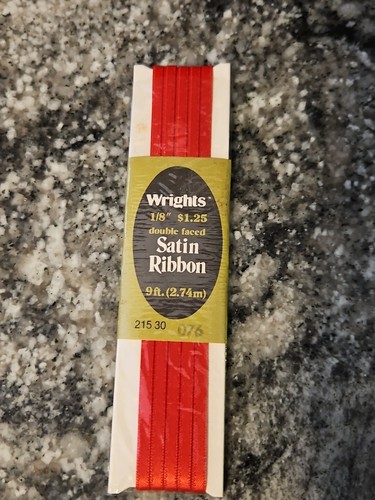 Wrights
1/8" $1.25
double faced
Satin
Ribbon
9 ft. (2.74m)
215 30 076